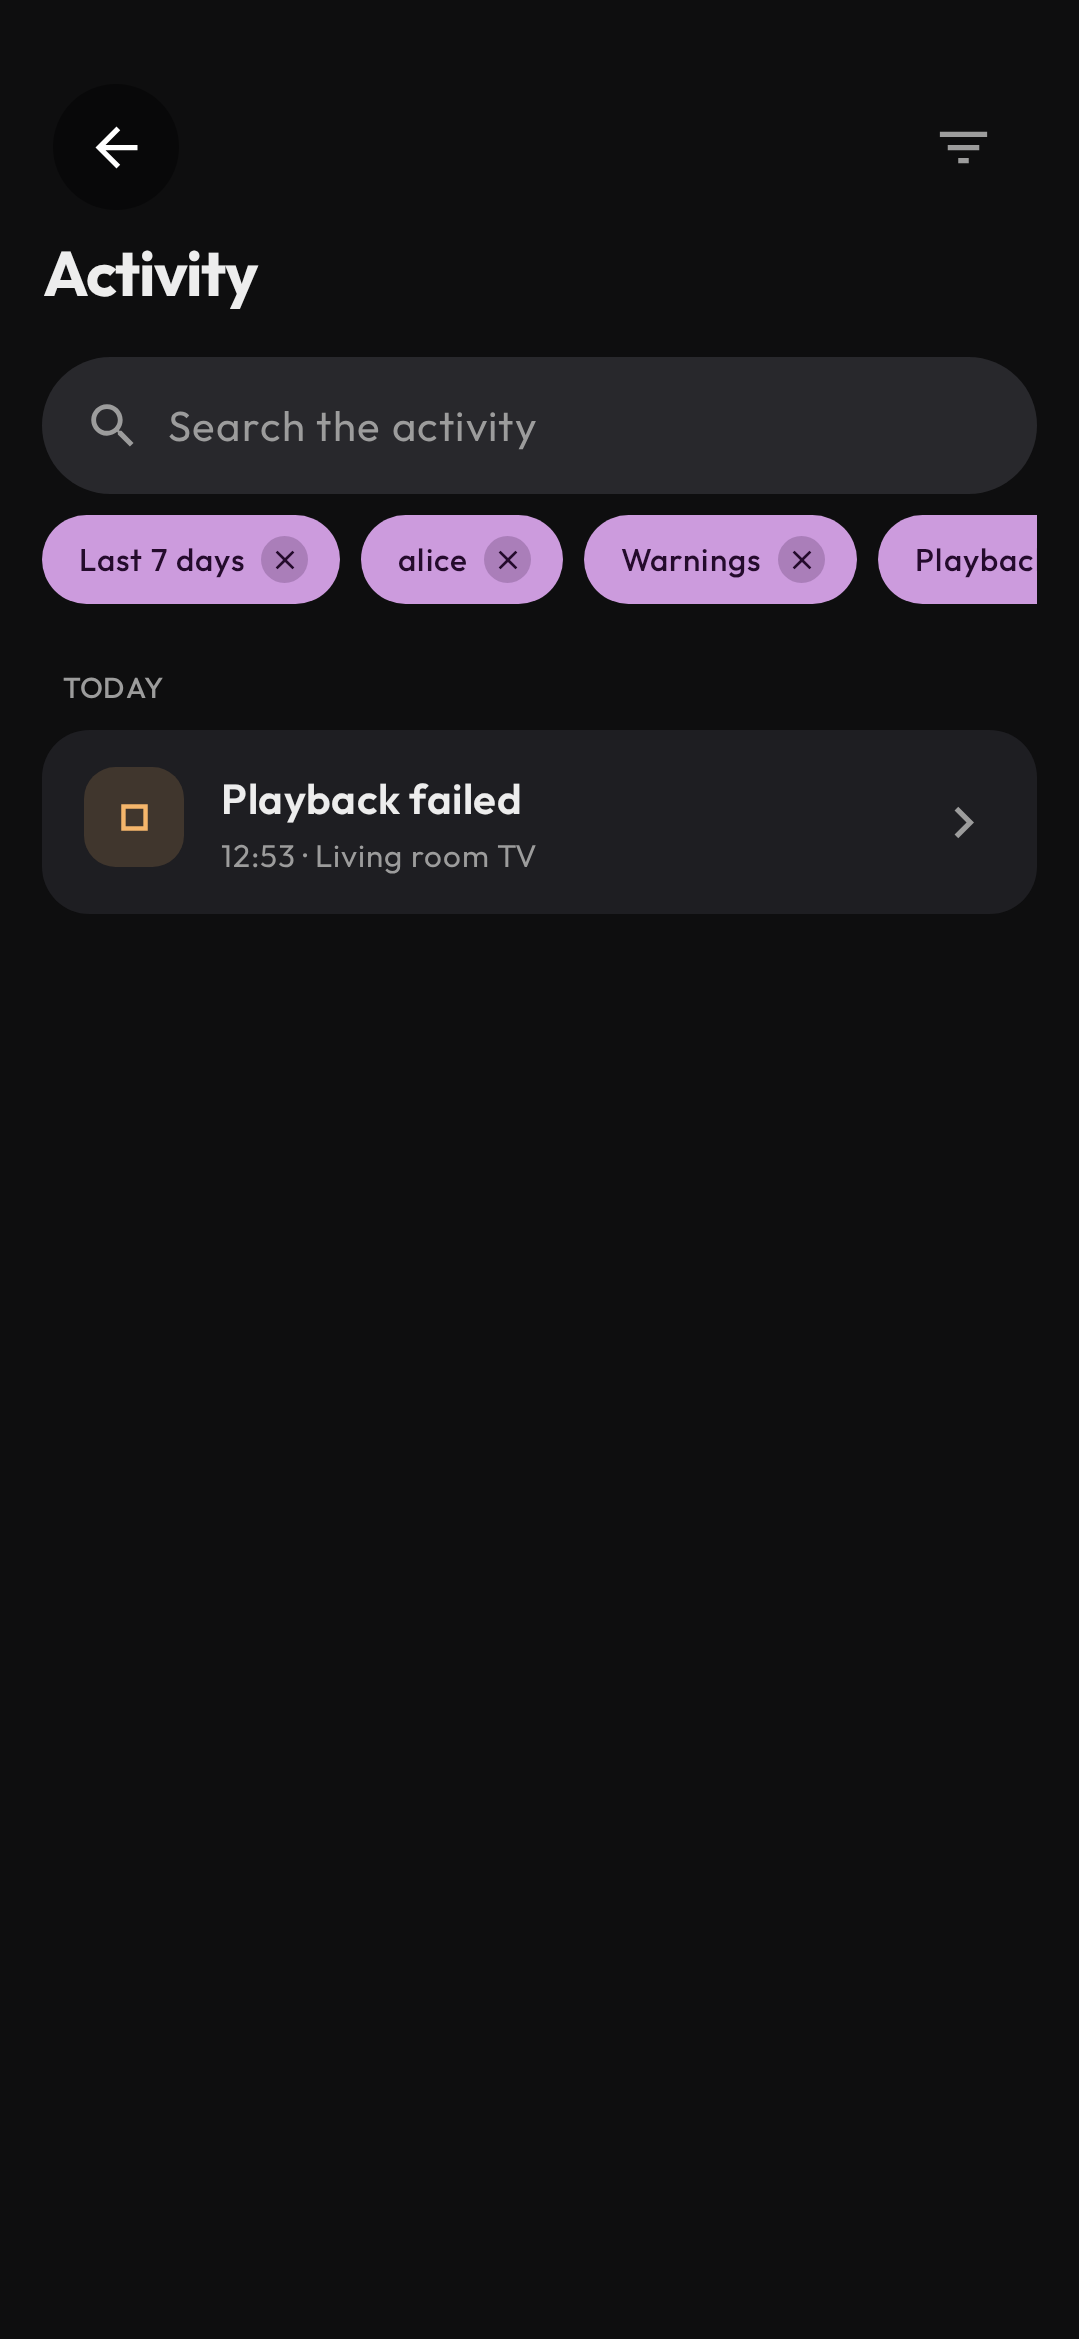 Activity
Search the activity
Last 7 days
alice
Warnings
Playbac
TODAY
Playback failed
12:53 · Living room TV